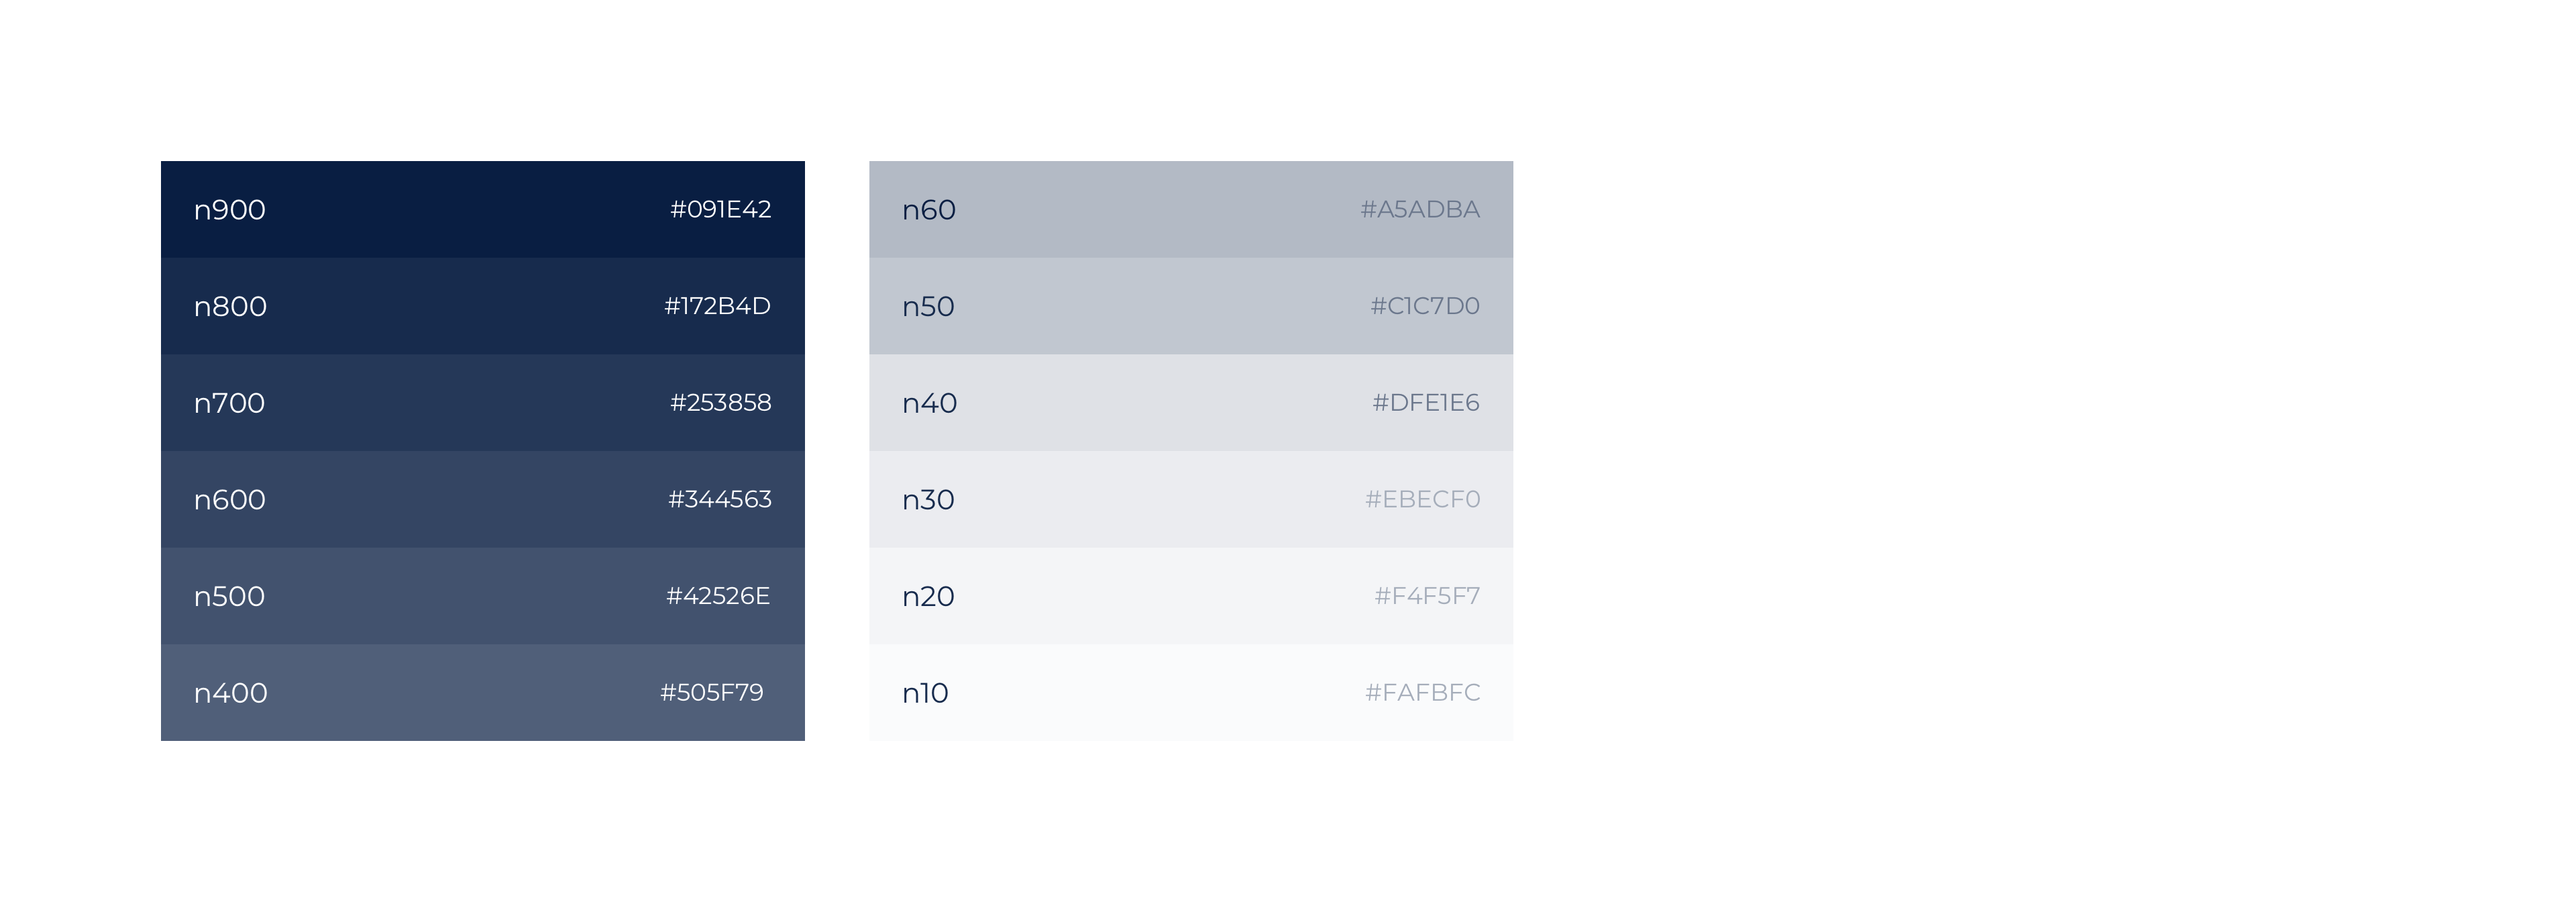 n900 #091E42
n800 #172B4D
n700 #253858
n600 #344563
n500 #42526E
n400 #505F79
n60 #A5ADBA
n50 #C1C7D0
n40 #DFE1E6
n30 #EBECF0
n20 #F4F5F7
n10 #FAFBFC